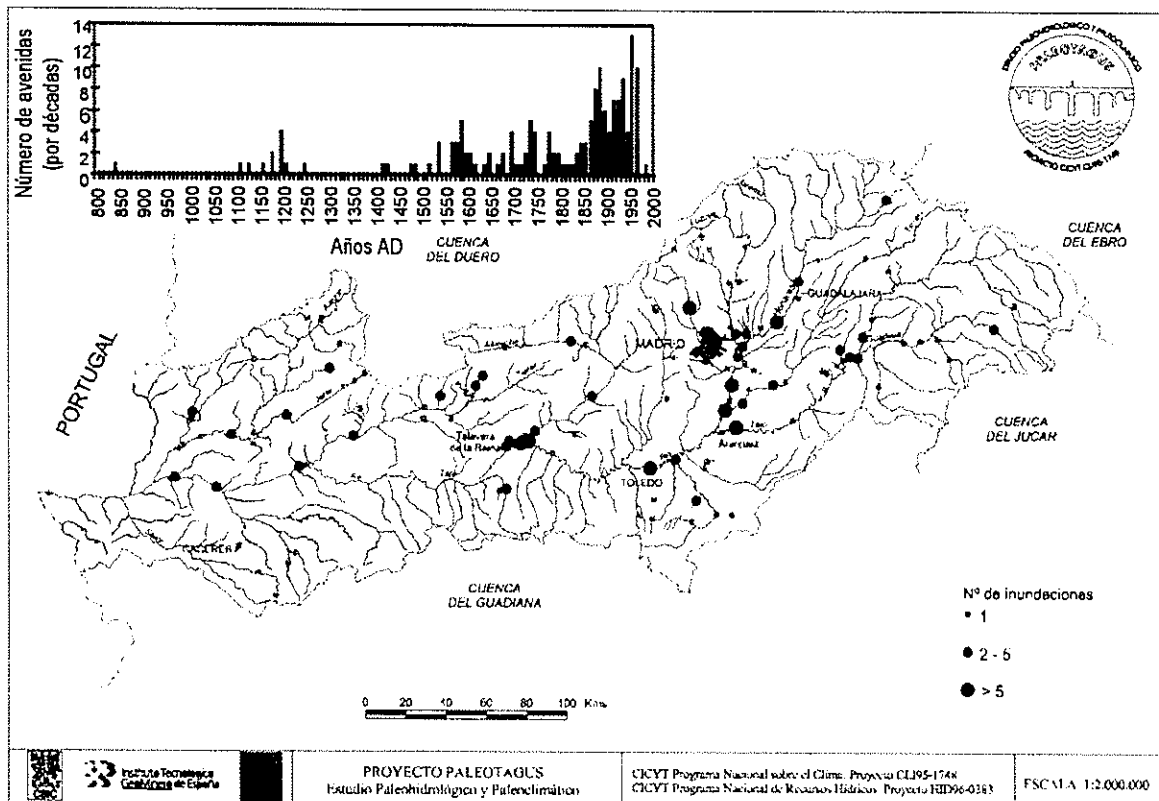 Número de avenidas
(por décadas)
14
12
10
8
6
4
2
0
800
850
900
950
1000
1050
1100
1150
1200
1250
1300
1350
1400
1450
1500
1550
1600
1650
1700
1750
1800
1850
1900
1950
2000
Años AD
CUENCA
DEL DUERO
CUENCA
DEL EBRO
GUADALAJARA
MADRID
PORTUGAL
CUENCA
DEL JUCAR
Talavera
de la Reina
Aranjuez
Tajo
TOLEDO
CACERES
CUENCA
DEL GUADIANA
Nº de inundaciones
1
2 - 5
> 5
0 20 40 60 80 100 Kms
Instituto Tecnológico
GeoMinero de España
PROYECTO PALEOTAGUS
Estudio Paleohidrológico y Paleoclimático
CICYT Programa Nacional sobre el Clima. Proyecto CLI95-1748
CICYT Programa Nacional de Recursos Hídricos. Proyecto HID96-0383
ESCALA 1:2.000.000